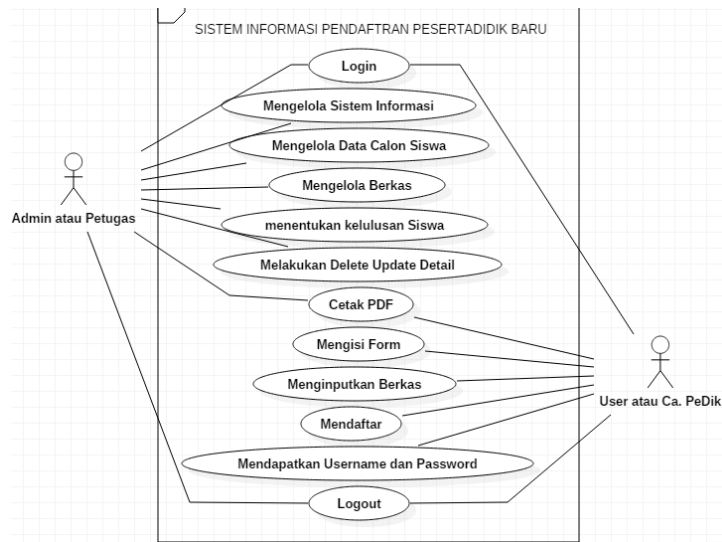 SISTEM INFORMASI PENDAFTRAN PESERTADIDIK BARU
Login
Mengelola Sistem Informasi
Mengelola Data Calon Siswa
Mengelola Berkas
Admin atau Petugas
menentukan kelulusan Siswa
Melakukan Delete Update Detail
Cetak PDF
Mengisi Form
Menginputkan Berkas
User atau Ca. PeDik
Mendaftar
Mendapatkan Username dan Password
Logout